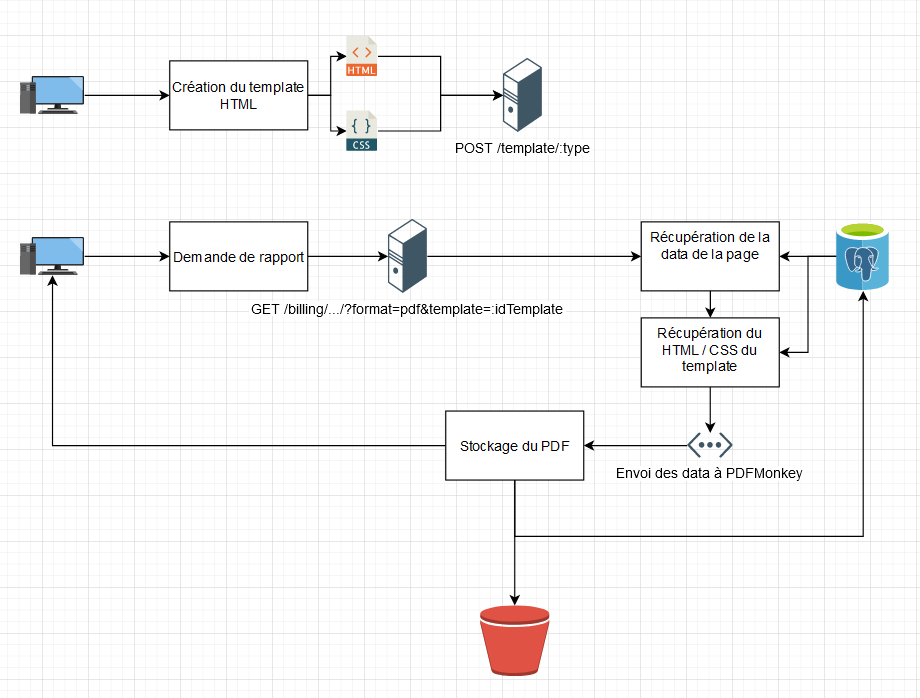 Création du template
HTML
HTML
{ }
CSS
POST /template/:type
Demande de rapport
GET /billing/.../?format=pdf&template=:idTemplate
Récupération de la
data de la page
Récupération du
HTML / CSS du
template
Stockage du PDF
Envoi des data à PDFMonkey